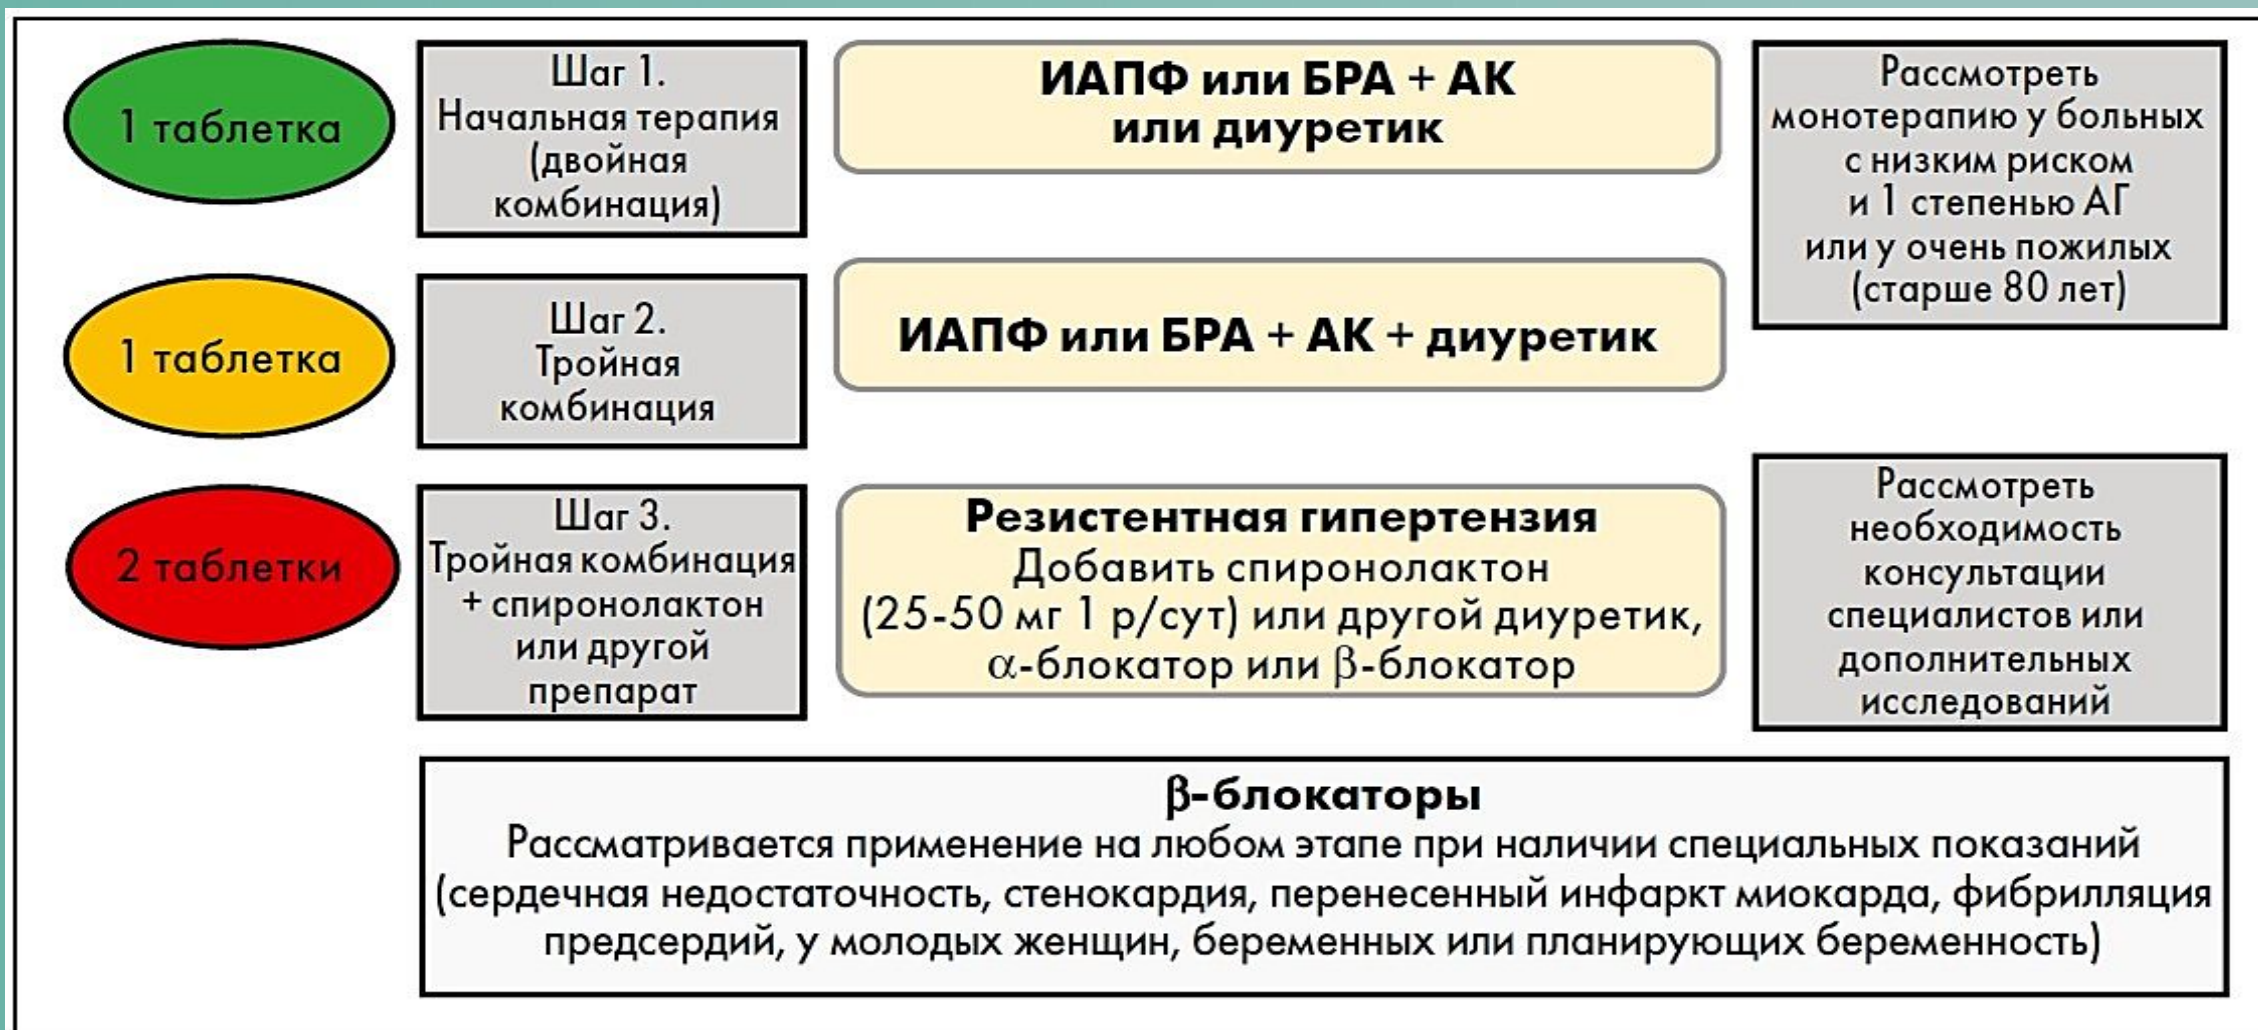 1 таблетка
Шаг 1.
Начальная терапия
(двойная
комбинация)
ИАПФ или БРА + АК
или диуретик
Рассмотреть
монотерапию у больных
с низким риском
и 1 степенью АГ
или у очень пожилых
(старше 80 лет)
1 таблетка
Шаг 2.
Тройная
комбинация
ИАПФ или БРА + АК + диуретик
2 таблетки
Шаг 3.
Тройная комбинация
+ спиронолактон
или другой
препарат
Резистентная гипертензия
Добавить спиронолактон
(25-50 мг 1 р/сут) или другой диуретик,
α-блокатор или β-блокатор
Рассмотреть
необходимость
консультации
специалистов или
дополнительных
исследований
β-блокаторы
Рассматривается применение на любом этапе при наличии специальных показаний
(сердечная недостаточность, стенокардия, перенесенный инфаркт миокарда, фибрилляция
предсердий, у молодых женщин, беременных или планирующих беременность)